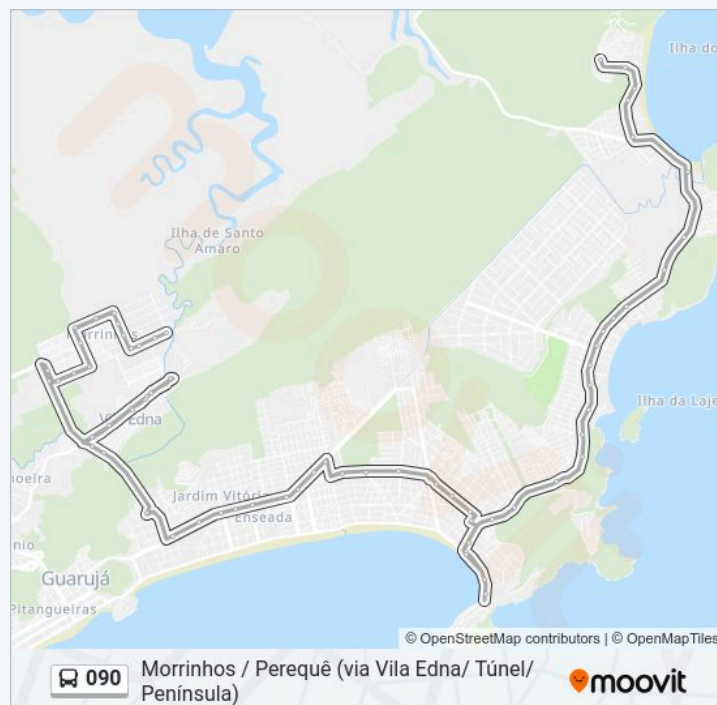 Ilha do
Ilha de Santo
Amaro
Morrinhos
Vila Edna
Ilha da Laje
Jardim Vitória
Enseada
Guarujá
Pitangueiras
© OpenStreetMap contributors | © OpenMapTiles
090
Morrinhos / Perequê (via Vila Edna/ Túnel/
Península)
moovit